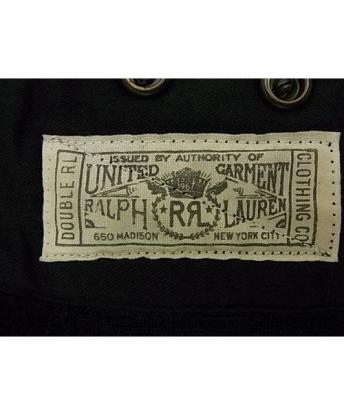 DOUBLE RL
ISSUED BY AUTHORITY OF
UNITED GARMENT
RALPH RRL LAUREN
650 MADISON NEW YORK CITY
CLOTHING CO